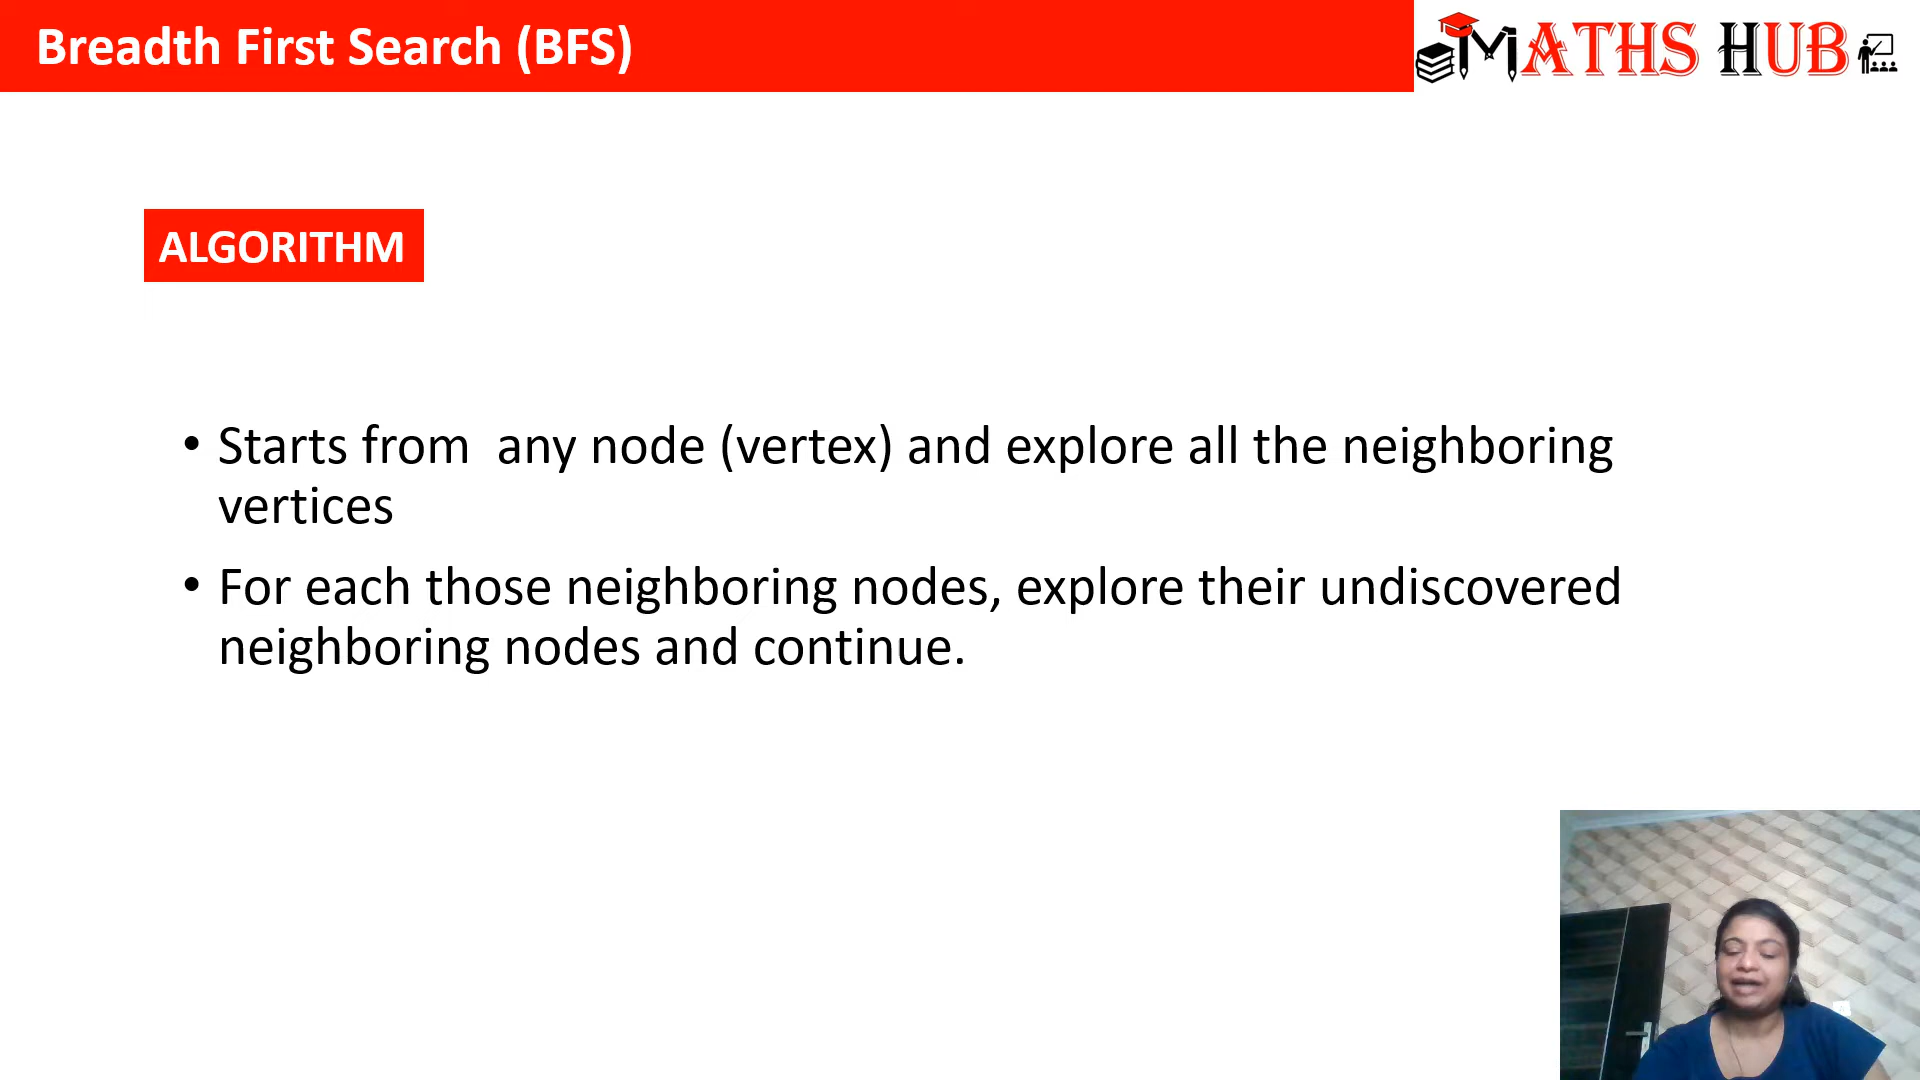 Breadth First Search (BFS)
MATHS HUB
ALGORITHM
• Starts from  any node (vertex) and explore all the neighboring
vertices
• For each those neighboring nodes, explore their undiscovered
neighboring nodes and continue.